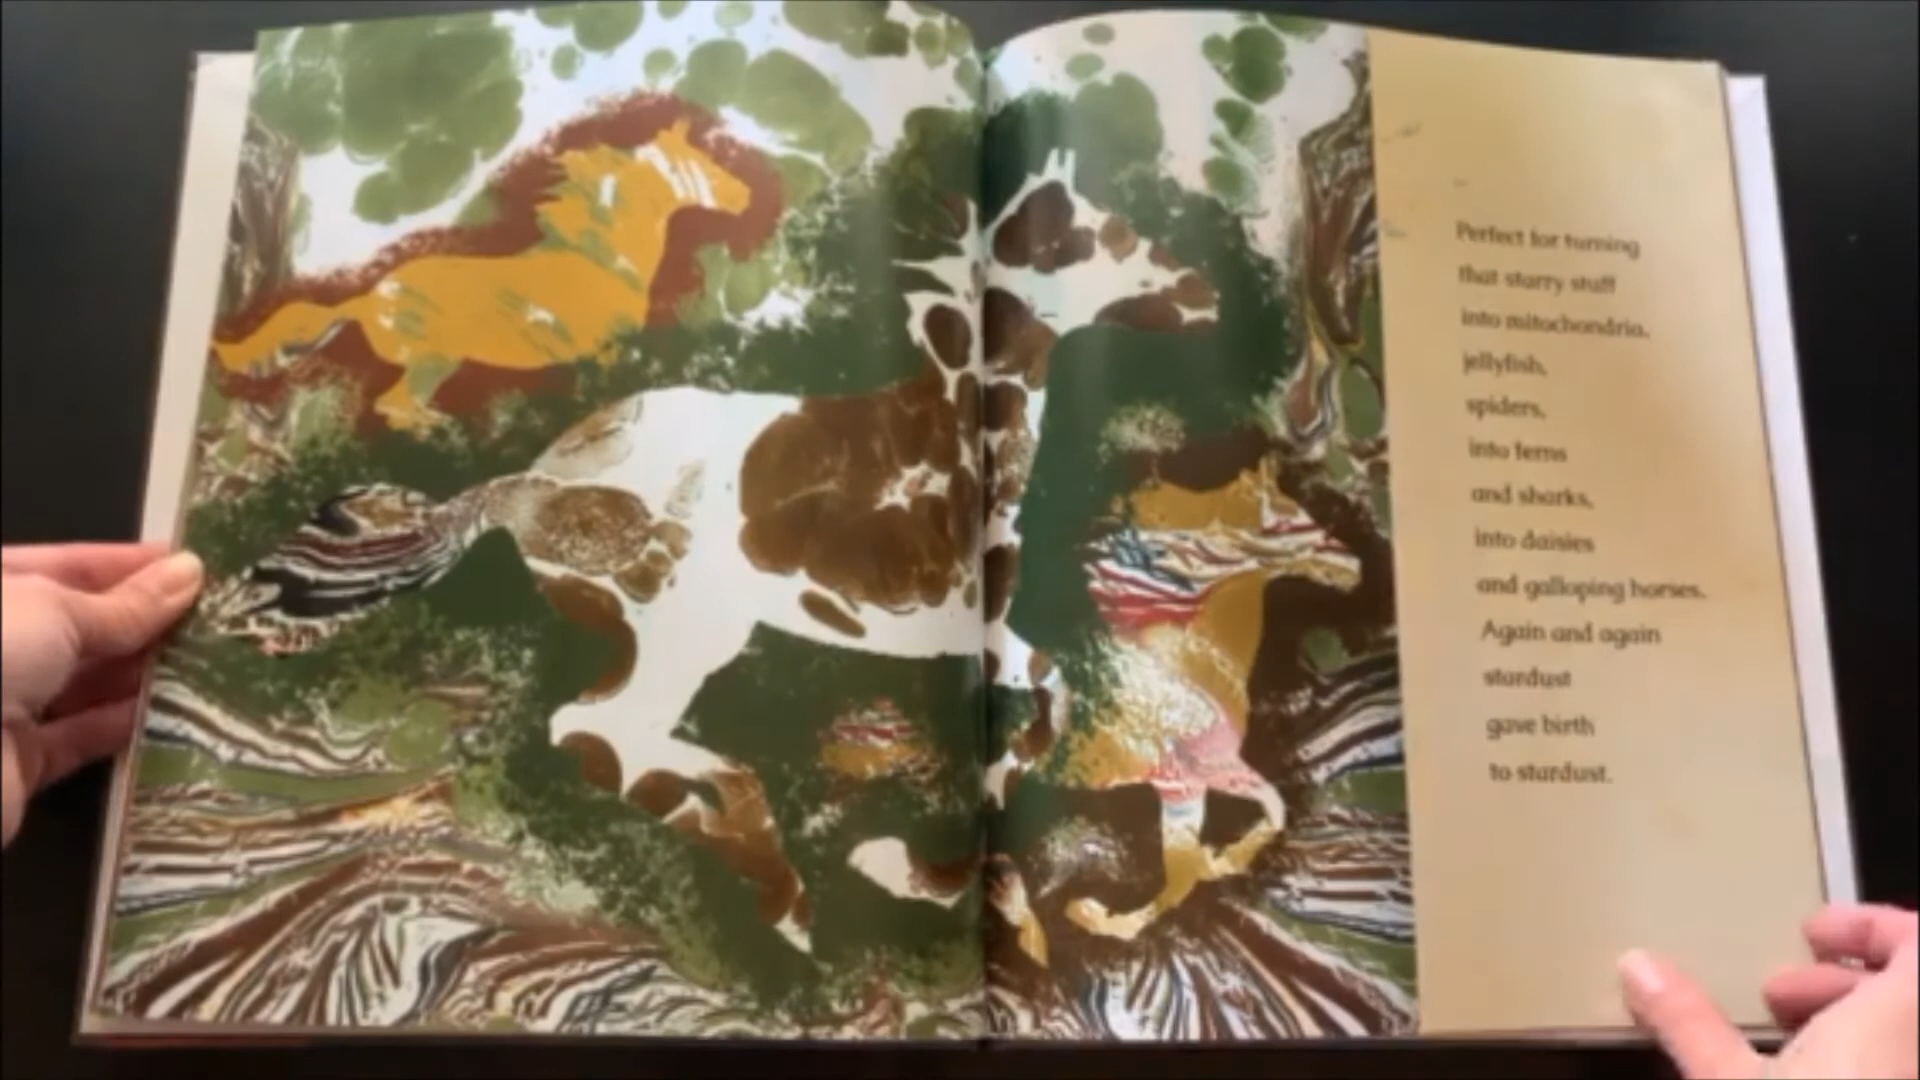 Perfect for turning
that starry stuff
into mitochondria,
jellyfish,
spiders,
into ferns
and sharks,
into daisies
and galloping horses.
Again and again
stardust
gave birth
to stardust.